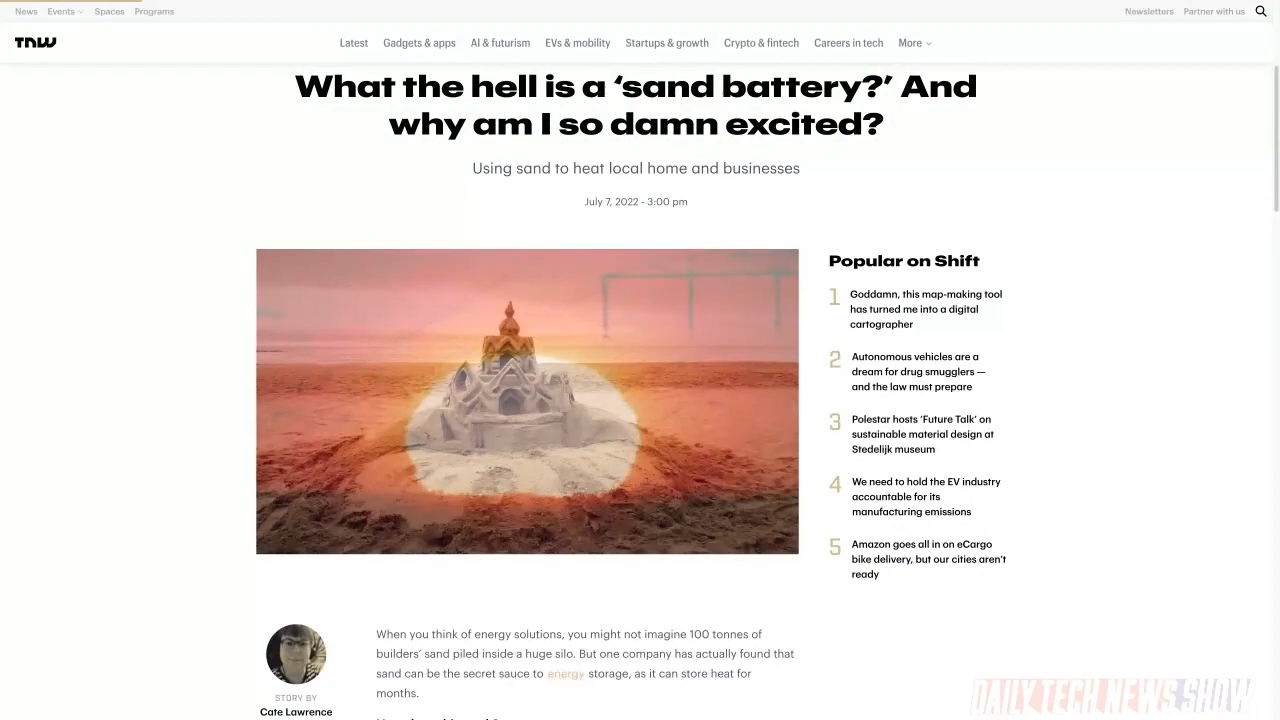 News Events Spaces Programs Newsletters Partner with us
TNW Latest Gadgets & apps AI & futurism EVs & mobility Startups & growth Crypto & fintech Careers in tech More
What the hell is a ‘sand battery?’ And
why am I so damn excited?
Using sand to heat local home and businesses
July 7, 2022 - 3:00 pm
Popular on Shift
1 Goddamn, this map-making tool
has turned me into a digital
cartographer
2 Autonomous vehicles are a
dream for drug smugglers —
and the law must prepare
3 Polestar hosts ‘Future Talk’ on
sustainable material design at
Stedelijk museum
4 We need to hold the EV industry
accountable for its
manufacturing emissions
5 Amazon goes all in on eCargo
bike delivery, but our cities aren’t
ready
When you think of energy solutions, you might not imagine 100 tonnes of
builders’ sand piled inside a huge silo. But one company has actually found that
sand can be the secret sauce to energy storage, as it can store heat for
months.
STORY BY
Cate Lawrence
DAILY TECH NEWS SHOW